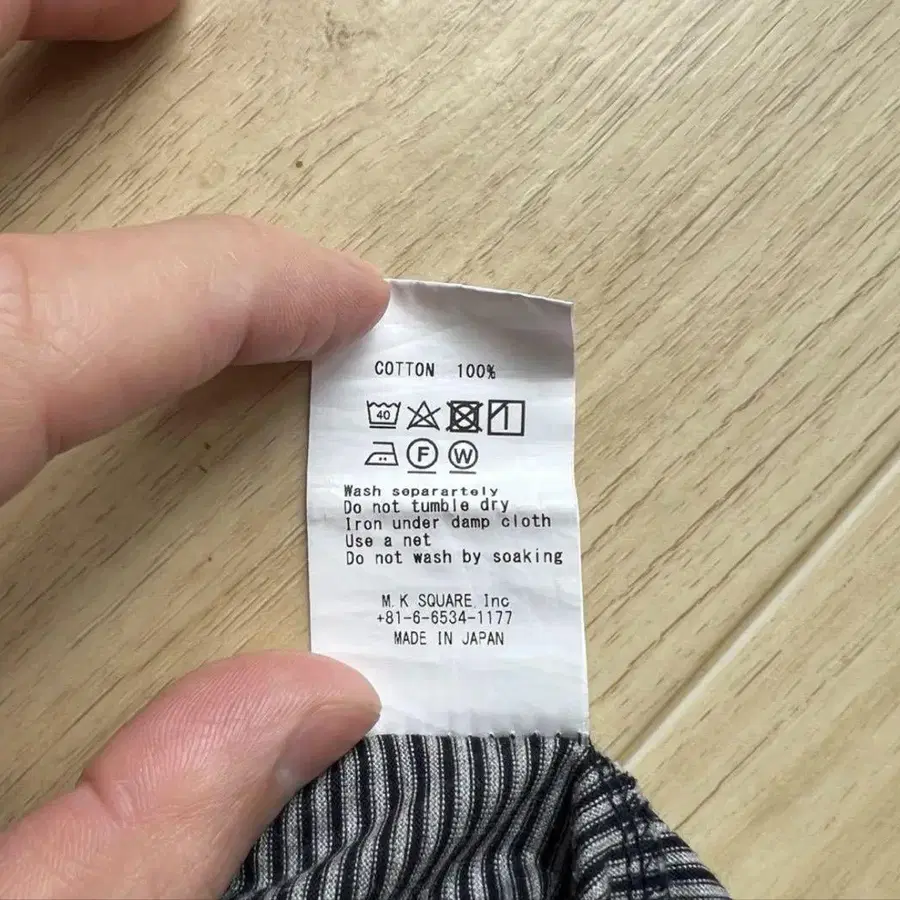 COTTON 100%
40
F W
Wash separartely
Do not tumble dry
Iron under damp cloth
Use a net
Do not wash by soaking
M.K SQUARE,Inc
+81-6-6534-1177
MADE IN JAPAN